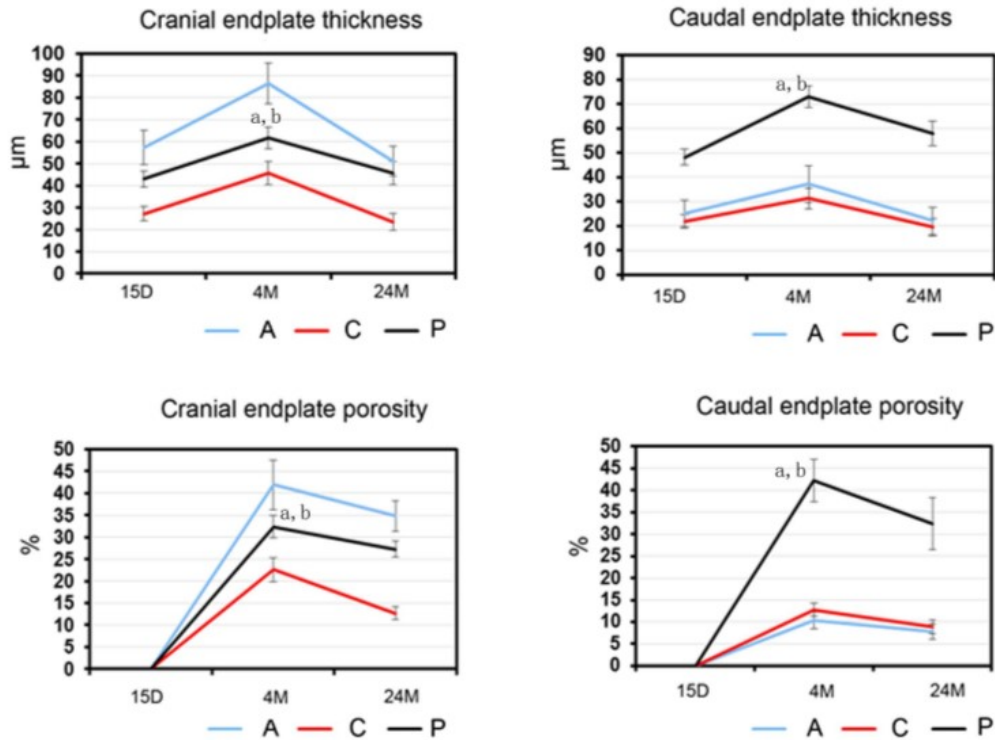 Cranial endplate thickness
100
90
80
70
60
50
40
30
20
10
0
μm
a, b
15D
4M
24M
A C P
Caudal endplate thickness
90
80
70
60
50
40
30
20
10
0
μm
a, b
15D
4M
24M
A C P
Cranial endplate porosity
50
45
40
35
30
25
20
15
10
5
0
%
a, b
15D
4M
24M
A C P
Caudal endplate porosity
50
45
40
35
30
25
20
15
10
5
0
%
a, b
15D
4M
24M
A C P